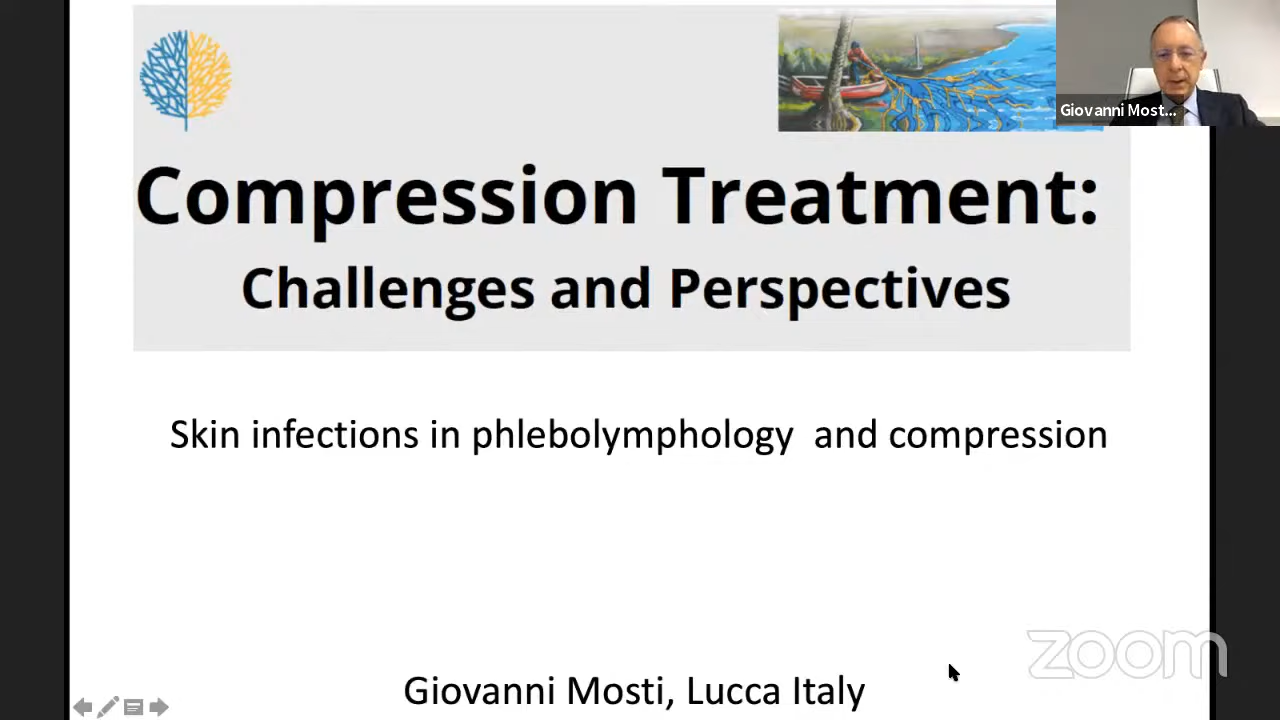 Giovanni Most...
Compression Treatment:
Challenges and Perspectives
Skin infections in phlebolymphology and compression
zoom
Giovanni Mosti, Lucca Italy